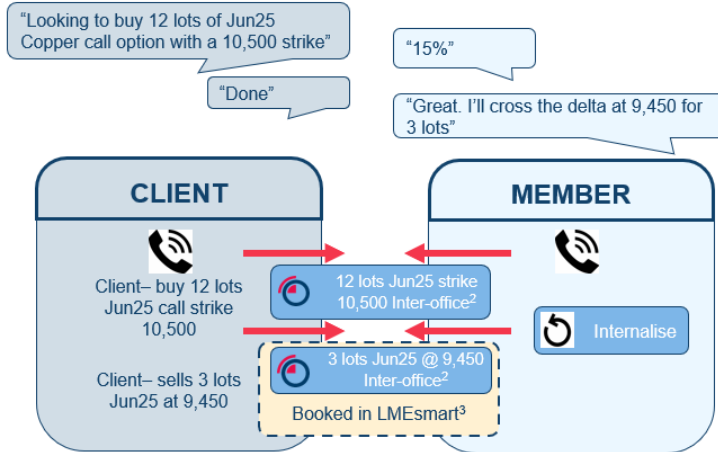 “Looking to buy 12 lots of Jun25
Copper call option with a 10,500 strike”
“15%”
“Done”
“Great. I’ll cross the delta at 9,450 for
3 lots”
CLIENT
MEMBER
Client– buy 12 lots
Jun25 call strike
10,500
12 lots Jun25 strike
10,500 Inter-office²
Internalise
Client– sells 3 lots
Jun25 at 9,450
3 lots Jun25 @ 9,450
Inter-office²
Booked in LMEsmart³